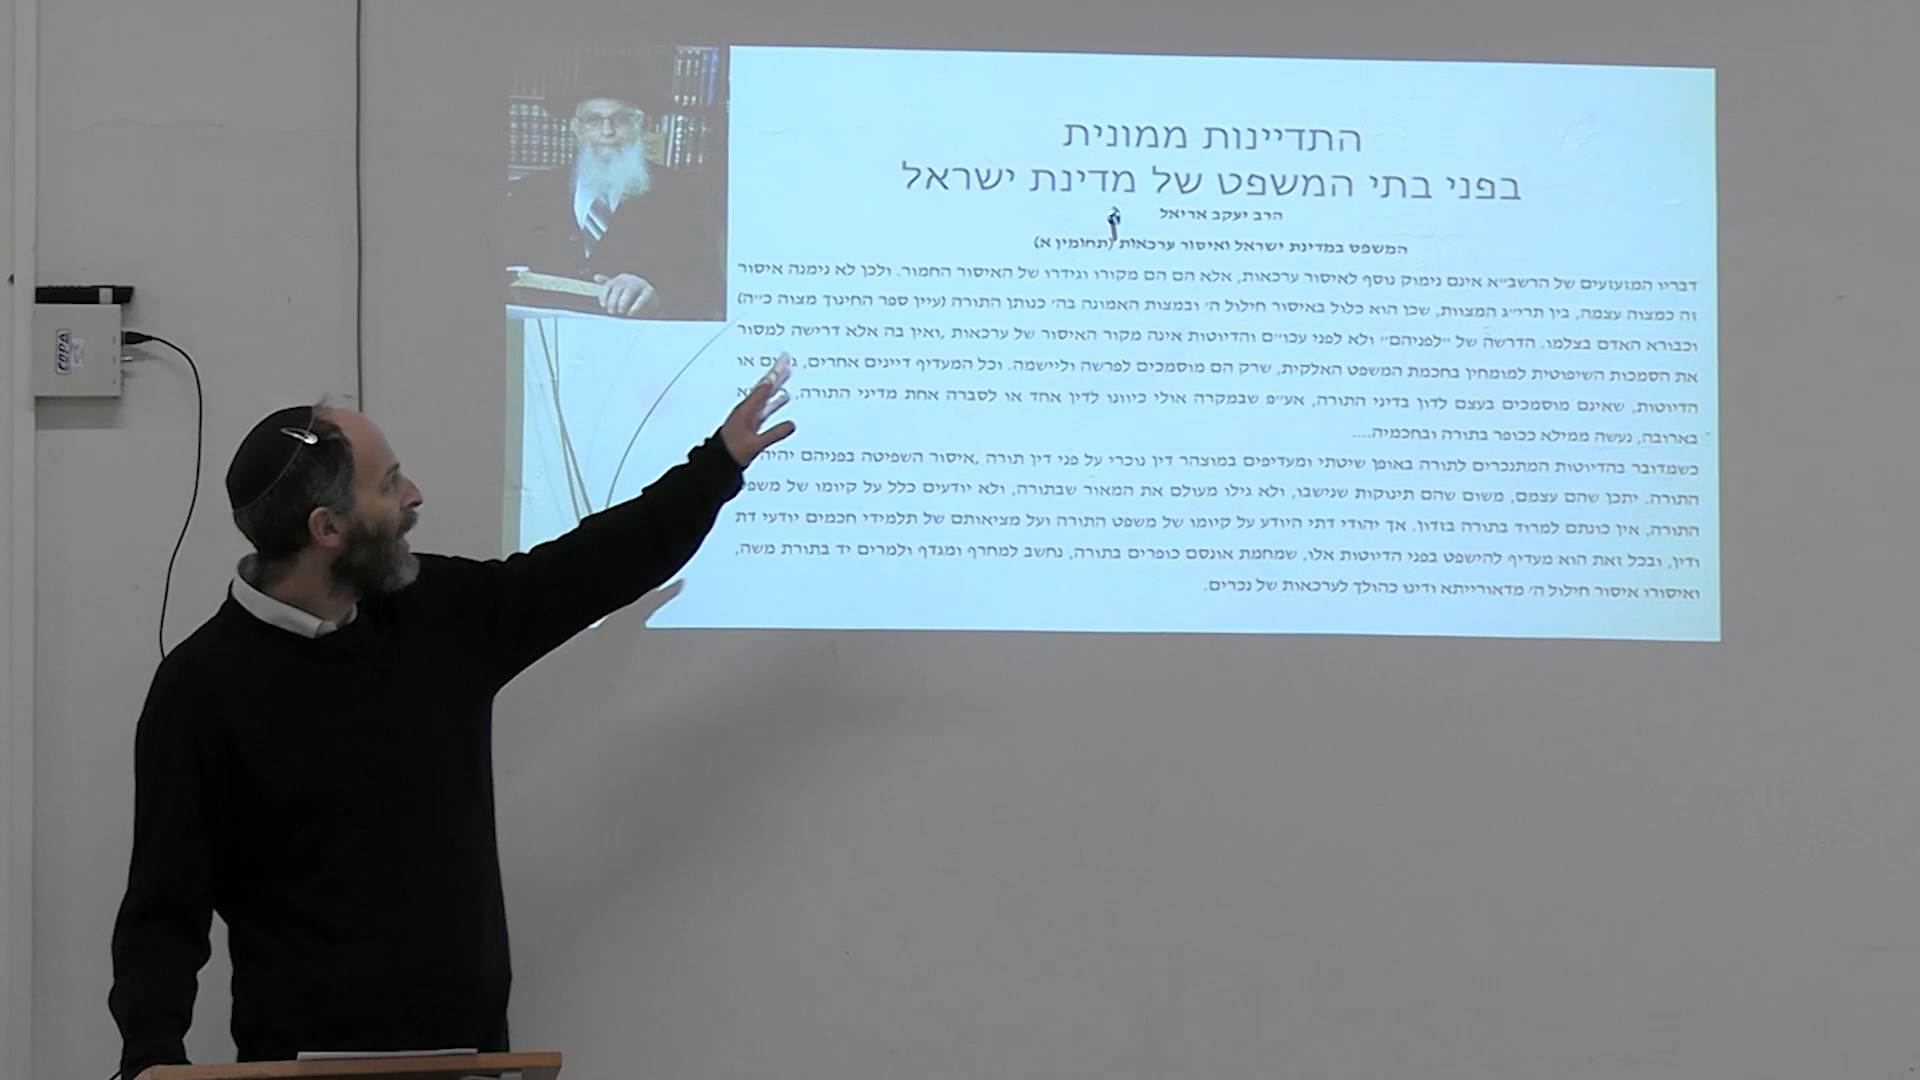 התדיינות ממונית
בפני בתי המשפט של מדינת ישראל
הרב יעקב אריאל
המשפט במדינת ישראל ואיסור ערכאות (תחומין א)
דבריו המזעזעים של הרשב״א אינם נימוק נוסף לאיסור ערכאות, אלא הם הם מקורו וגידרו של האיסור החמור. ולכן לא נימנה איסור
זה כמצוה עצמה, בין תרי״ג המצוות, שכן הוא כלול באיסור חילול ה׳ ובמצות האמונה בה׳ כנותן התורה (עיין ספר החינוך מצוה כ״ה)
וכבורא האדם בצלמו. הדרשה של ״לפניהם״ ולא לפני עכו״ם והדיוטות אינה מקור האיסור של ערכאות ,ואין בה אלא דרישה למסור
את הסמכות השיפוטית למומחין בחכמת המשפט האלקית, שרק הם מוסמכים לפרשה וליישמה. וכל המעדיף דיינים אחרים, או
הדיוטות, שאינם מוסמכים בעצם לדון בדיני התורה, אע״פ שבמקרה אולי כיוונו לדין אחד או לסברה אחת מדיני התורה,
בארובה, נעשה ממילא ככופר בתורה ובחכמיה....
כשמדובר בהדיוטות המתנכרים לתורה באופן שיטתי ומעדיפים במוצהר דין נוכרי על פני דין תורה ,איסור השפיטה בפניהם יהיה
התורה. יתכן שהם עצמם, משום שהם תינוקות שנישבו, ולא גילו מעולם את המאור שבתורה, ולא יודעים כלל על קיומו של משפט
התורה, אין כונתם למרוד בתורה בזדון. אך יהודי דתי היודע על קיומו של משפט התורה ועל מציאותם של תלמידי חכמים יודעי דת
ודין, ובכל זאת הוא מעדיף להישפט בפני הדיוטות אלו, שמחמת אונסם כופרים בתורה, נחשב למחרף ומגדף ולמרים יד בתורת משה,
ואיסורו איסור חילול ה׳ מדאורייתא ודינו כהולך לערכאות של נכרים.
COPA